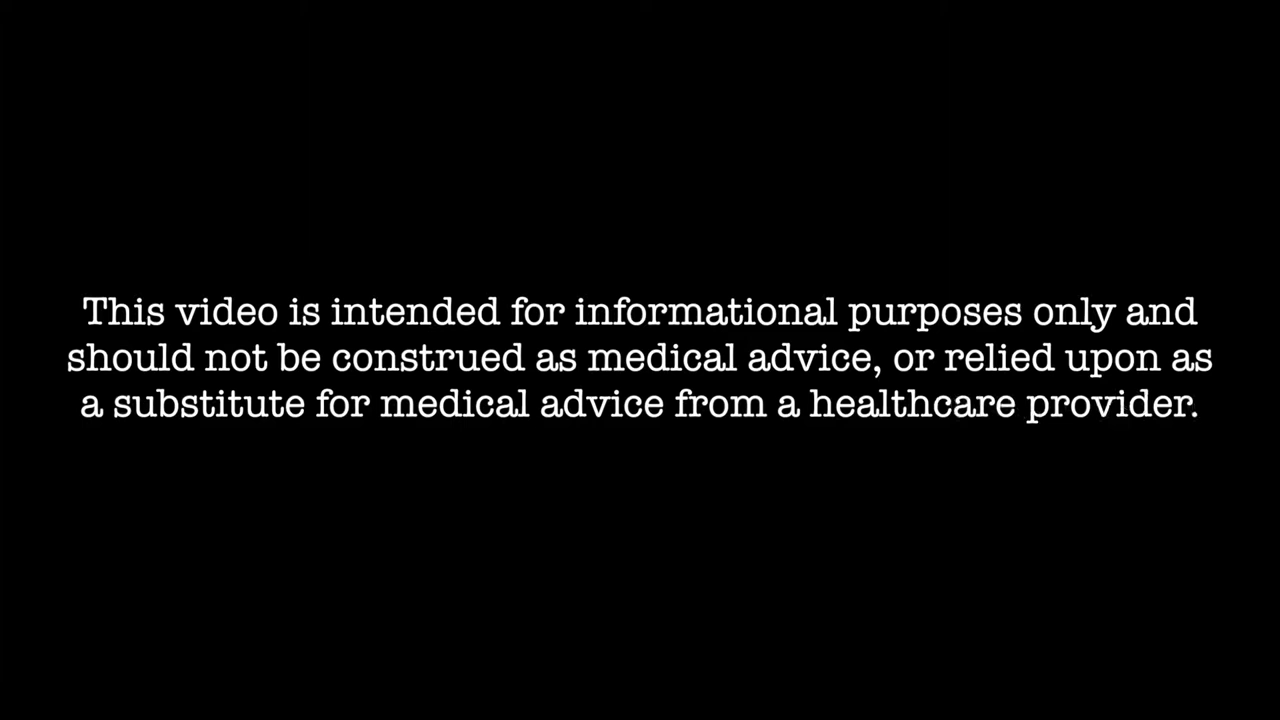 This video is intended for informational purposes only and
should not be construed as medical advice, or relied upon as
a substitute for medical advice from a healthcare provider.